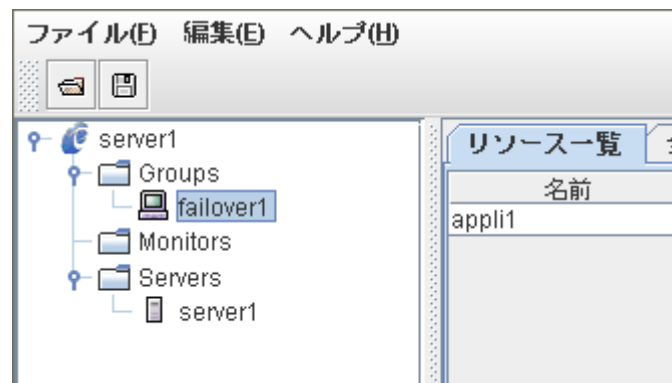 ファイル(F) 編集(E) ヘルプ(H)
server1
Groups
failover1
Monitors
Servers
server1
リソース一覧
名前
appli1